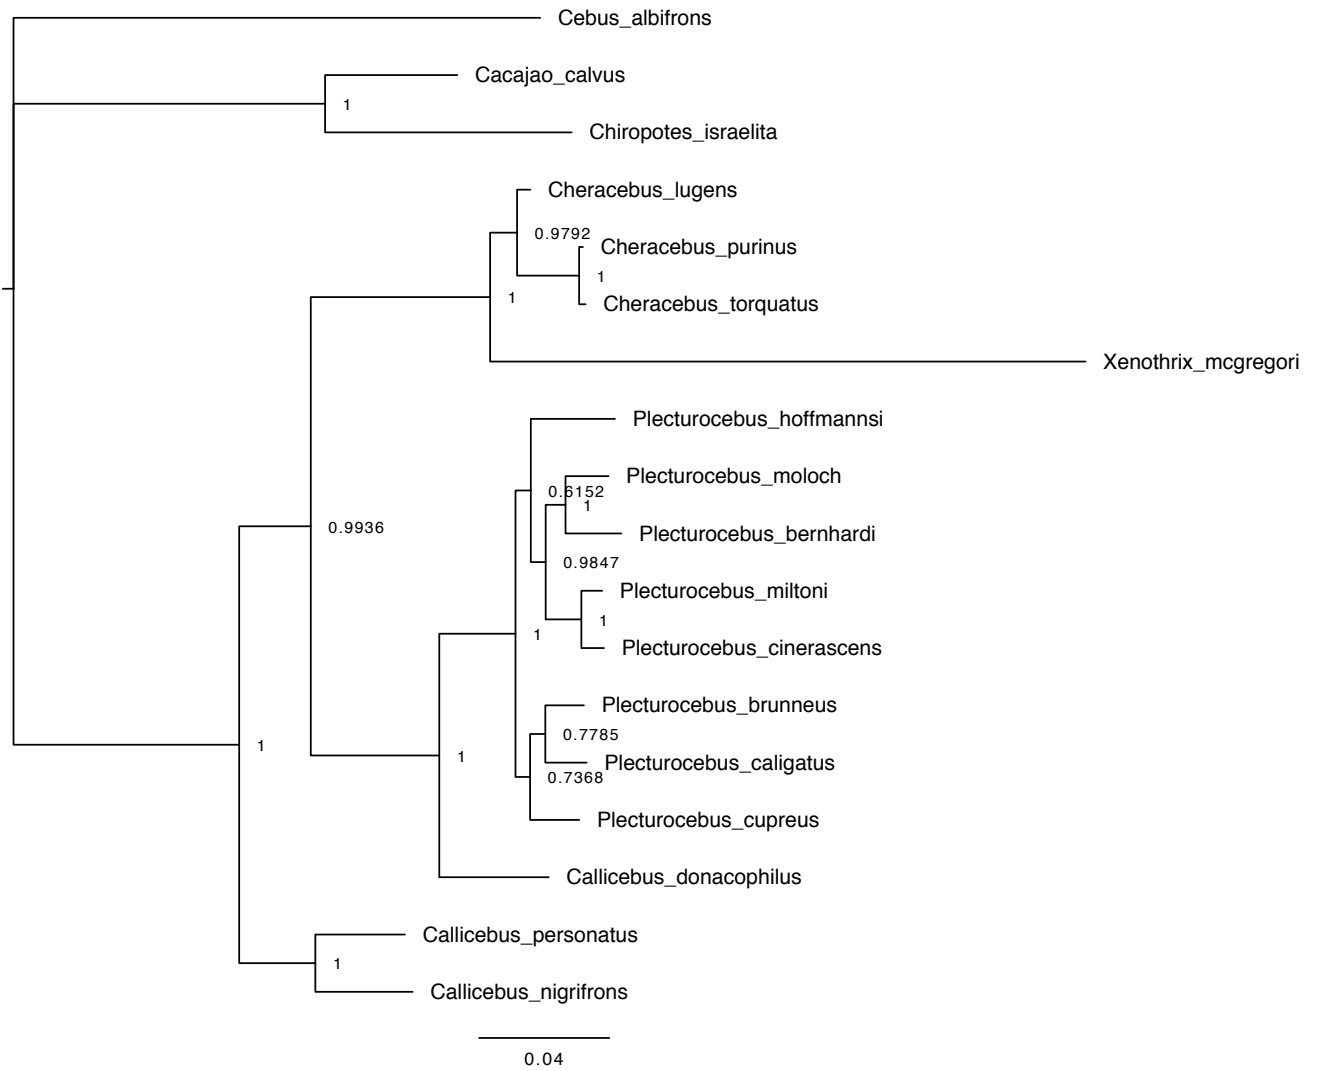 Cebus_albifrons
Cacajao_calvus
1
Chiropotes_israelita
Cheracebus_lugens
0.9792
Cheracebus_purinus
1
1
Cheracebus_torquatus
Xenothrix_mcgregori
Plecturocebus_hoffmannsi
Plecturocebus_moloch
0.6152
1
0.9936
Plecturocebus_bernhardi
0.9847
Plecturocebus_miltoni
1
1
Plecturocebus_cinerascens
Plecturocebus_brunneus
0.7785
1
1
Plecturocebus_caligatus
0.7368
Plecturocebus_cupreus
Callicebus_donacophilus
Callicebus_personatus
1
Callicebus_nigrifrons
0.04